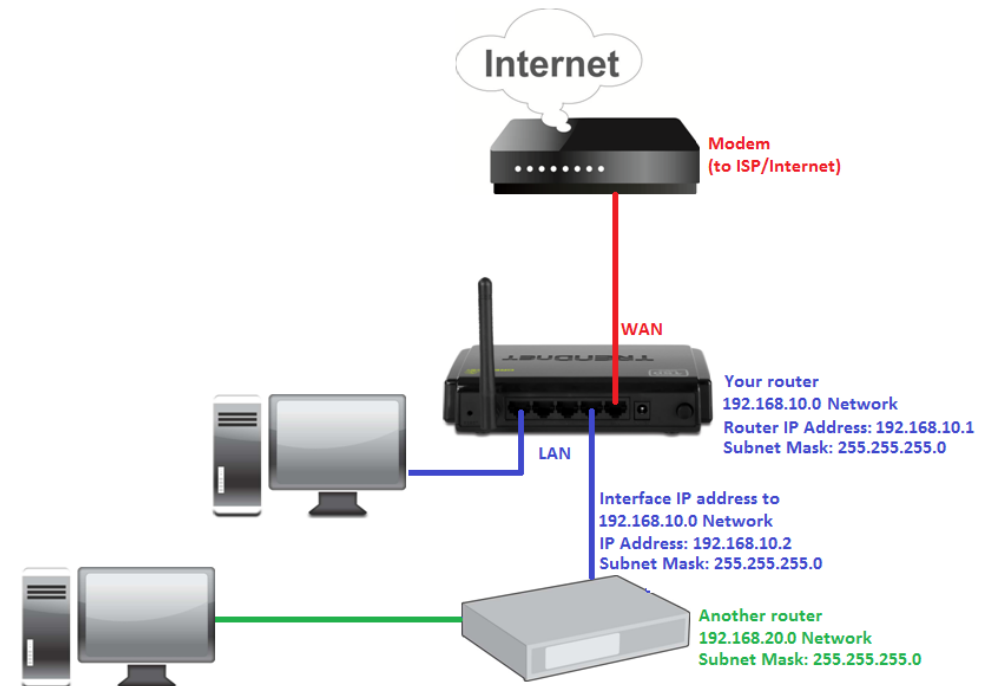 Internet
Modem
(to ISP/Internet)
WAN
TRENDnet
Your router
192.168.10.0 Network
Router IP Address: 192.168.10.1
Subnet Mask: 255.255.255.0
LAN
Interface IP address to
192.168.10.0 Network
IP Address: 192.168.10.2
Subnet Mask: 255.255.255.0
Another router
192.168.20.0 Network
Subnet Mask: 255.255.255.0